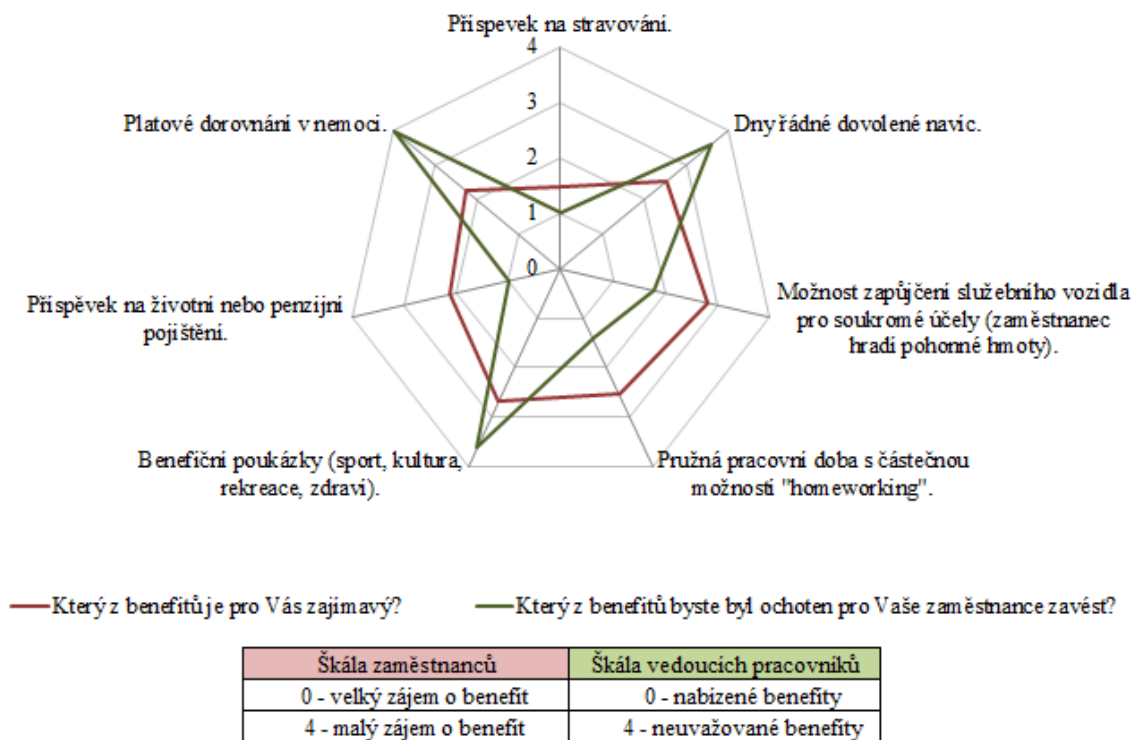 Příspevek na stravování.
4
3
2
1
0
Dny řádné dovolené navíc.
Možnost zapůjčení služebního vozidla
pro soukromé účely (zaměstnanec
hradí pohonné hmoty).
Pružná pracovní doba s částečnou
možností "homeworking".
Benefiční poukázky (sport, kultura,
rekreace, zdraví).
Příspěvek na životní nebo penzijní
pojištění.
Platové dorovnání v nemoci.
Který z benefitů je pro Vás zajímavý?
Který z benefitů byste byl ochoten pro Vaše zaměstnance zavést?
Škála zaměstnanců Škála vedoucích pracovníků
0 - velký zájem o benefit 0 - nabízené benefity
4 - malý zájem o benefit 4 - neuvažované benefity